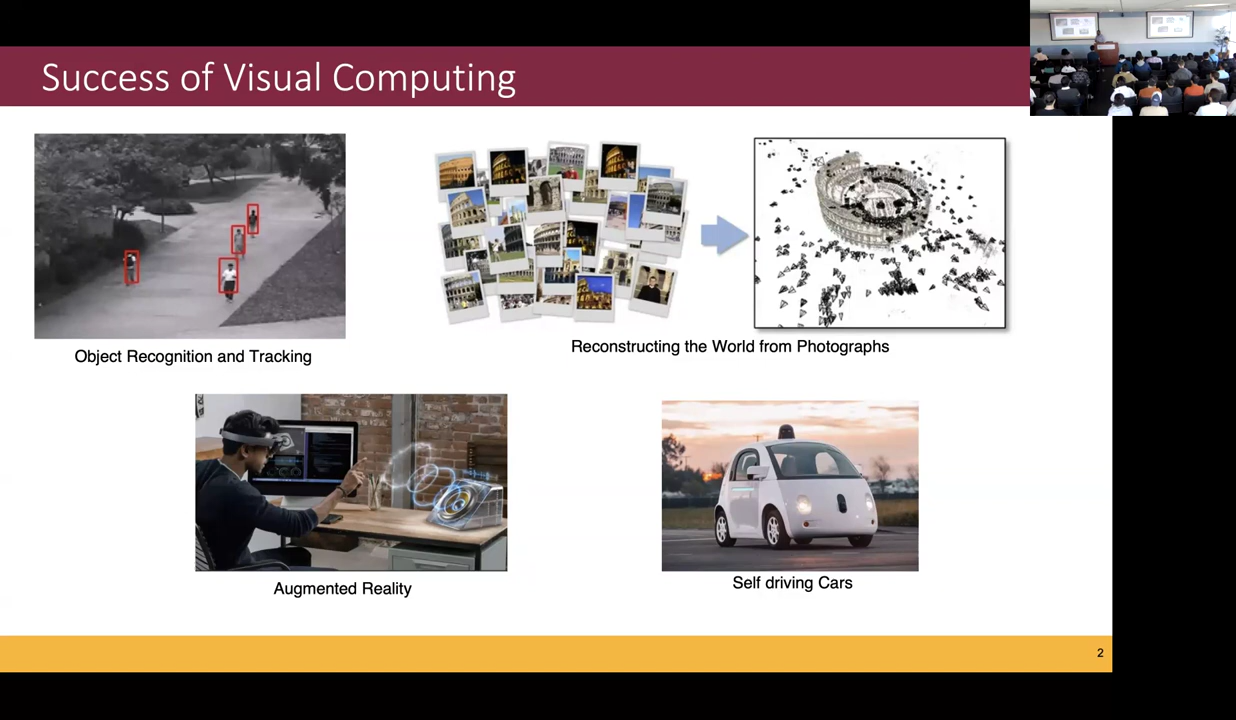 Success of Visual Computing
Object Recognition and Tracking
Reconstructing the World from Photographs
Augmented Reality
Self driving Cars
2